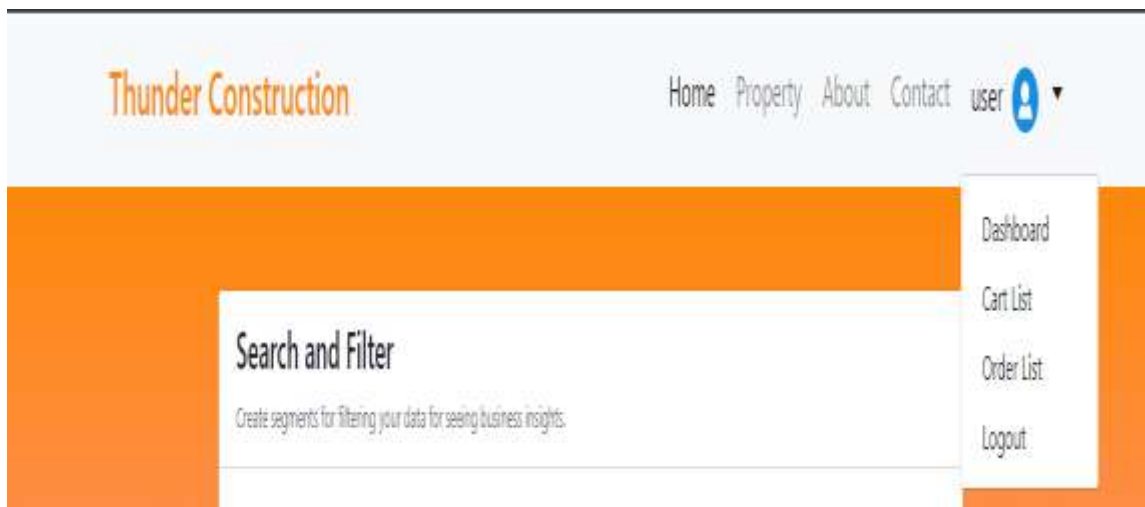 Thunder Construction
Home Property About Contact user
Dashboard
Cart List
Order List
Logout
Search and Filter
Create segments for filtering your data for seeing business insights.